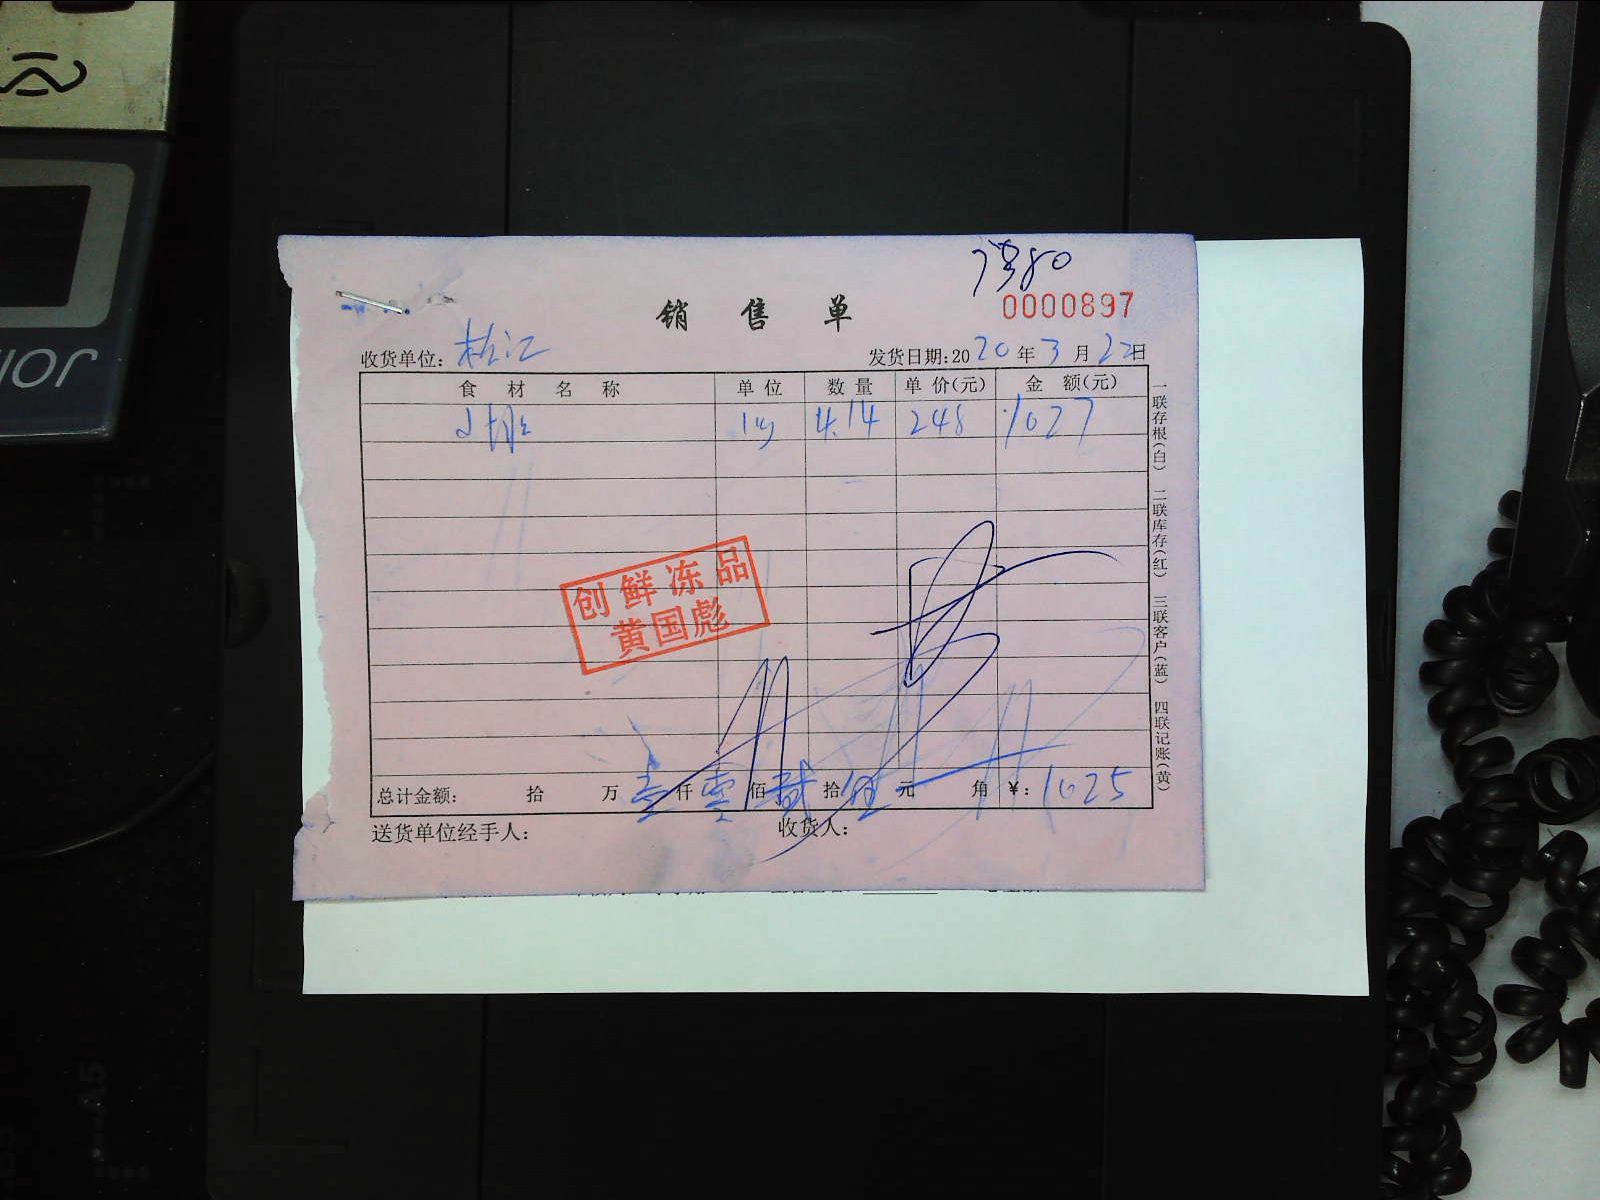 销 售 单
0000897
收货单位: 松江
发货日期:2020年3月22日
食 材 名 称 单 位 数 量 单 价(元) 金 额(元)
4.14 248 1027
创鲜冻品
黄国彪
总计金额: 拾 万 壹 仟 零 佰 贰 拾 伍 元 角 ¥: 1025
送货单位经手人: 收货人:
一联存根(白) 二联库存(红) 三联客户(蓝) 四联记账(黄)
A5